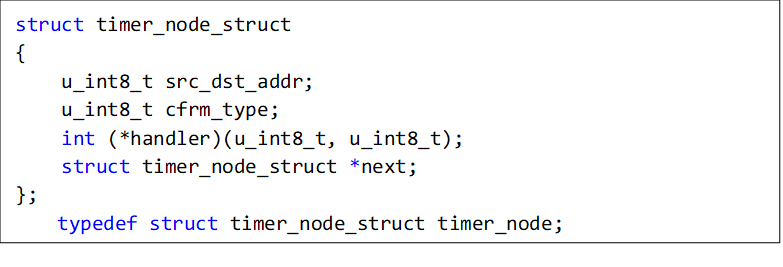 struct timer_node_struct
{
    u_int8_t src_dst_addr;
    u_int8_t cfrm_type;
    int (*handler)(u_int8_t, u_int8_t);
    struct timer_node_struct *next;
};
    typedef struct timer_node_struct timer_node;